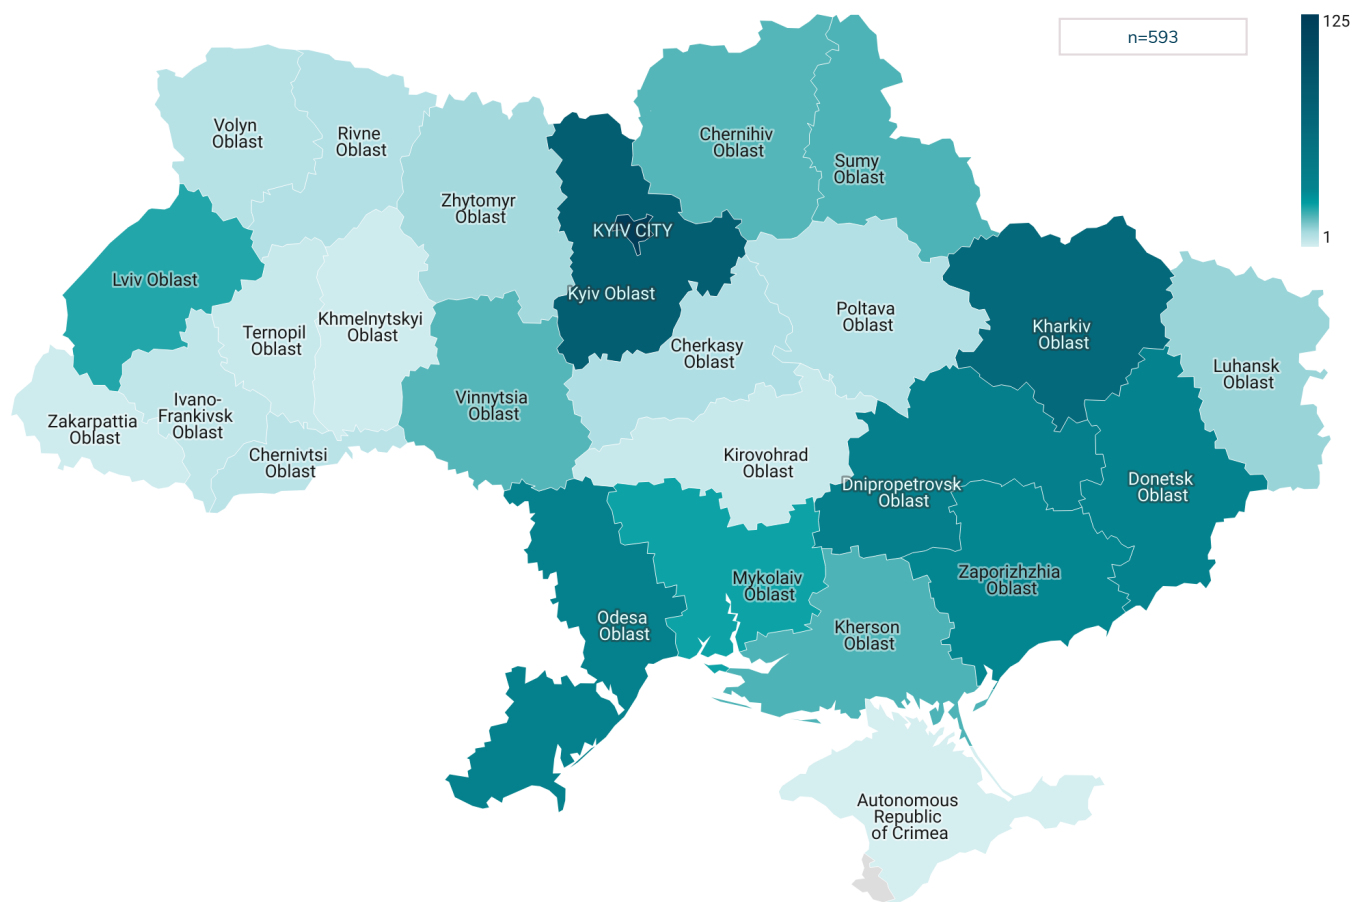 n=593
125
1
Volyn
Oblast
Rivne
Oblast
Zhytomyr
Oblast
Chernihiv
Oblast
Sumy
Oblast
KYIV CITY
Kyiv Oblast
Lviv Oblast
Ternopil
Oblast
Khmelnytskyi
Oblast
Cherkasy
Oblast
Poltava
Oblast
Kharkiv
Oblast
Luhansk
Oblast
Zakarpattia
Oblast
Ivano-
Frankivsk
Oblast
Chernivtsi
Oblast
Vinnytsia
Oblast
Kirovohrad
Oblast
Dnipropetrovsk
Oblast
Donetsk
Oblast
Odesa
Oblast
Mykolaiv
Oblast
Kherson
Oblast
Zaporizhzhia
Oblast
Autonomous
Republic
of Crimea